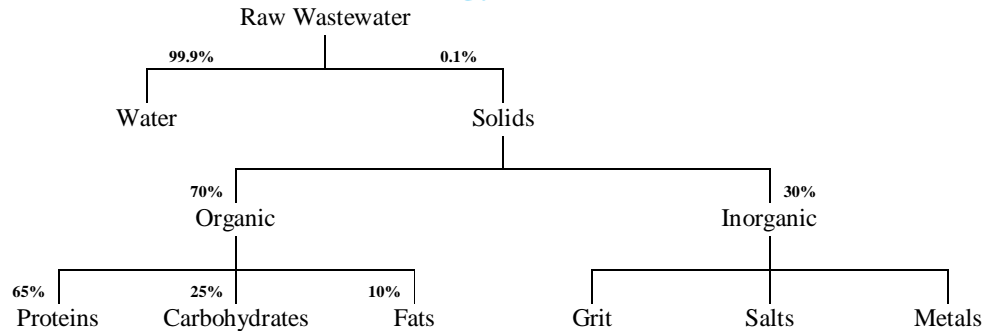 Raw Wastewater
99.9% 0.1%
Water Solids
70% 30%
Organic Inorganic
65% 25% 10%
Proteins Carbohydrates Fats Grit Salts Metals